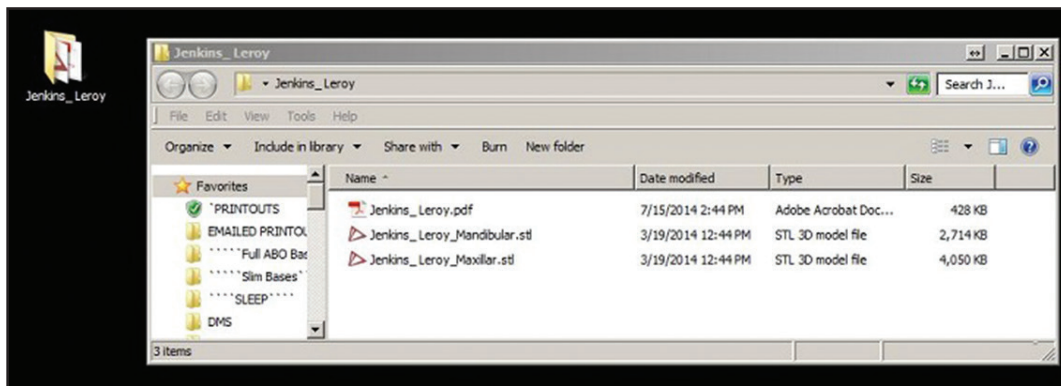 Jenkins_Leroy
Jenkins_Leroy
Jenkins_Leroy
Search J...
File Edit View Tools Help
Organize Include in library Share with Burn New folder
Favorites
`PRINTOUTS
EMAILED PRINTOU
`````Full ABO Bas
`````Slim Bases``
````SLEEP````
DMS
Name Date modified Type Size
Jenkins_Leroy.pdf 7/15/2014 2:44 PM Adobe Acrobat Doc... 428 KB
Jenkins_Leroy_Mandibular.stl 3/19/2014 12:44 PM STL 3D model file 2,714 KB
Jenkins_Leroy_Maxillar.stl 3/19/2014 12:44 PM STL 3D model file 4,050 KB
3 items